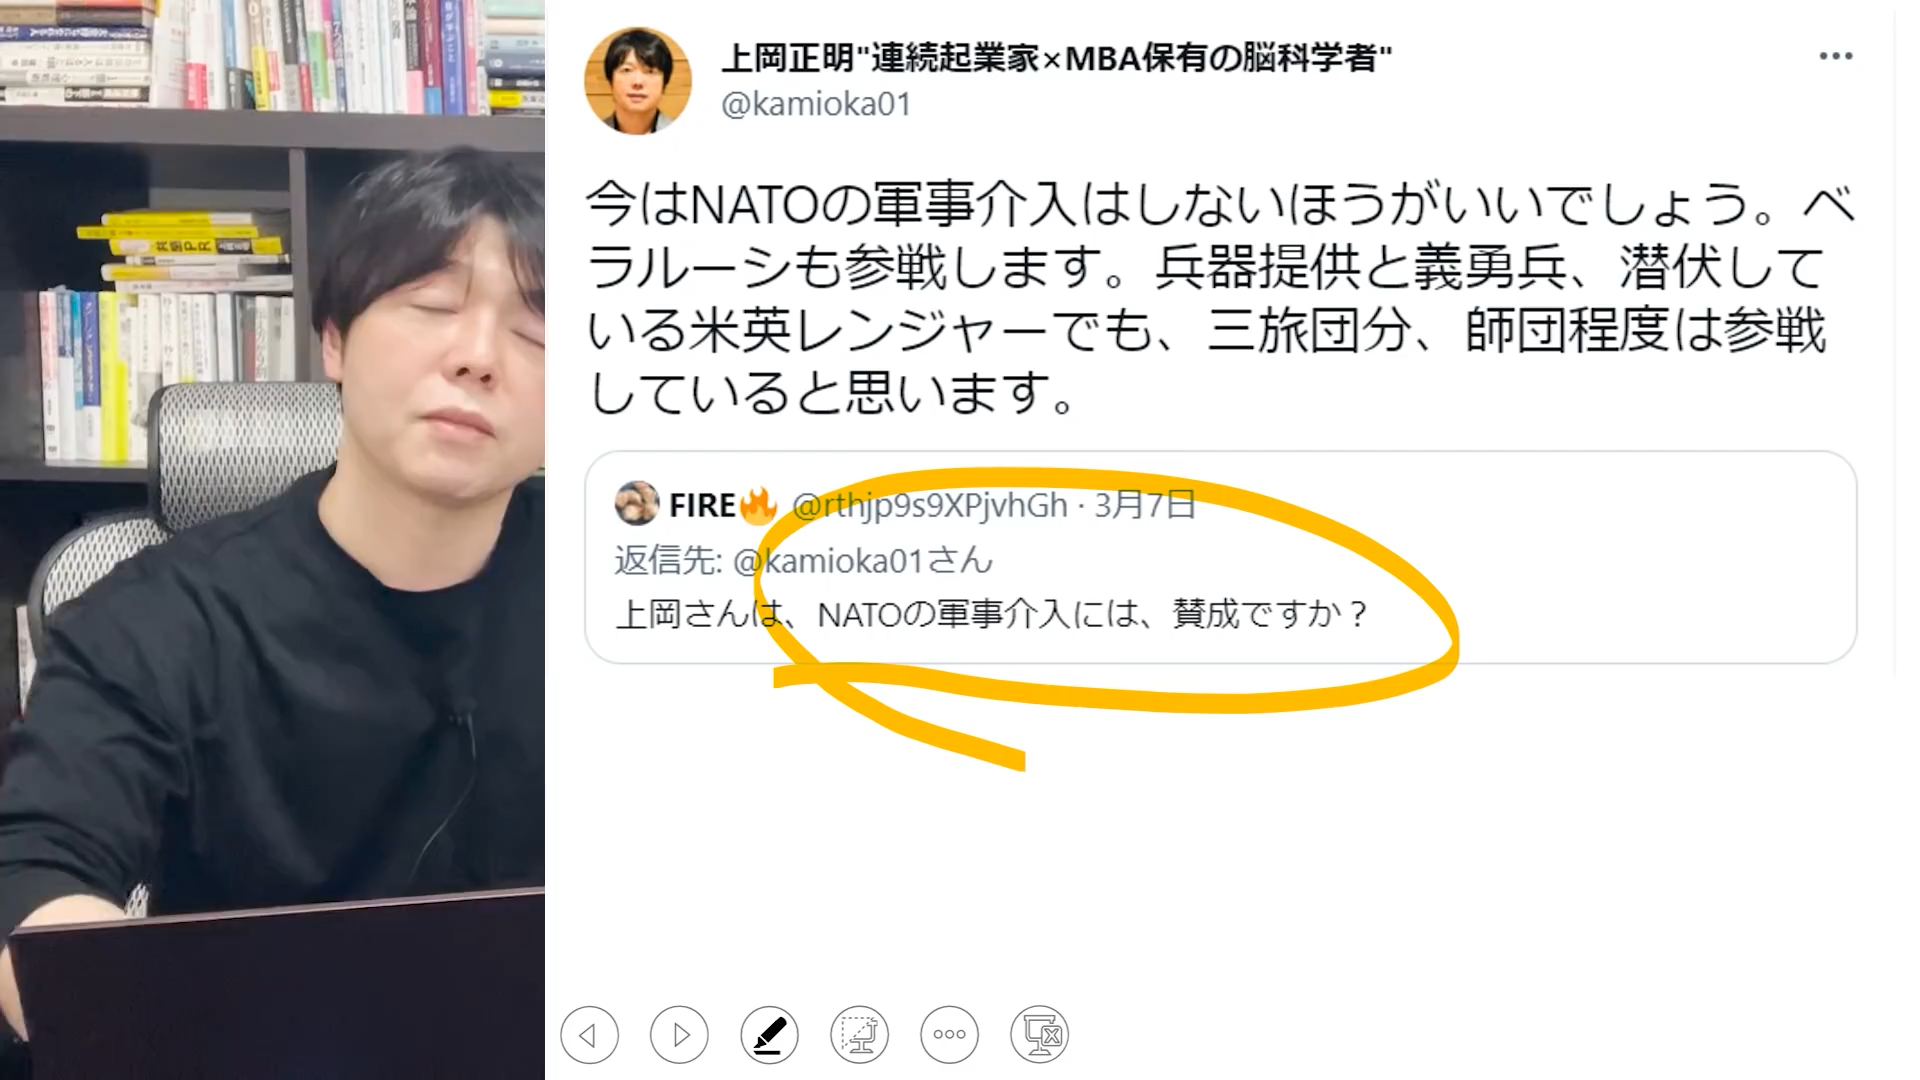 上岡正明"連続起業家×MBA保有の脳科学者"
@kamioka01
今はNATOの軍事介入はしないほうがいいでしょう。ベ
ラルーシも参戦します。兵器提供と義勇兵、潜伏して
いる米英レンジャーでも、三旅団分、師団程度は参戦
していると思います。
FIRE🔥 @rthjp9s9XPjvhGh · 3月7日
返信先: @kamioka01さん
上岡さんは、NATOの軍事介入には、賛成ですか？